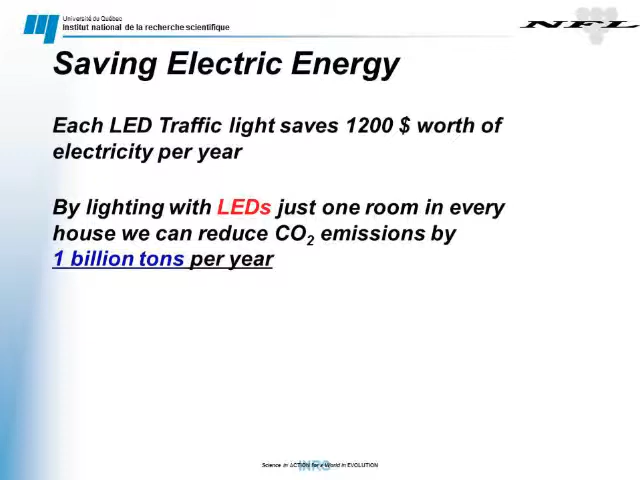 Université du Québec
Institut national de la recherche scientifique
NFL
Saving Electric Energy
Each LED Traffic light saves 1200 $ worth of
electricity per year
By lighting with LEDs just one room in every
house we can reduce CO₂ emissions by
1 billion tons per year
INRS
Science in ACTION for a World in EVOLUTION